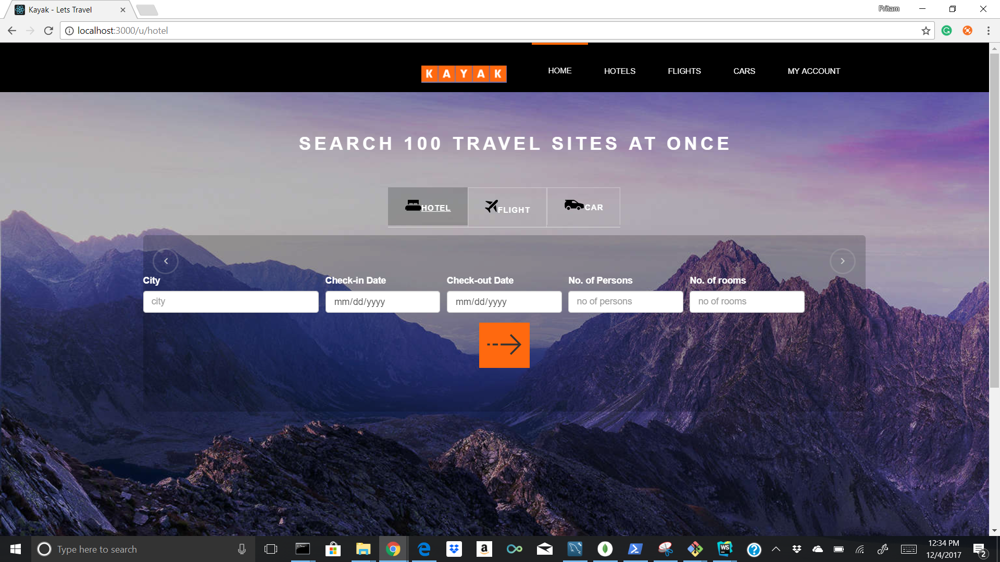 Kayak - Lets Travel
Pritam
localhost:3000/u/hotel
KAYAK
HOME
HOTELS
FLIGHTS
CARS
MY ACCOUNT
SEARCH 100 TRAVEL SITES AT ONCE
HOTEL
FLIGHT
CAR
City
Check-in Date
Check-out Date
No. of Persons
No. of rooms
city
mm/dd/yyyy
mm/dd/yyyy
no of persons
no of rooms
Type here to search
a
WS
12:34 PM
12/4/2017
2